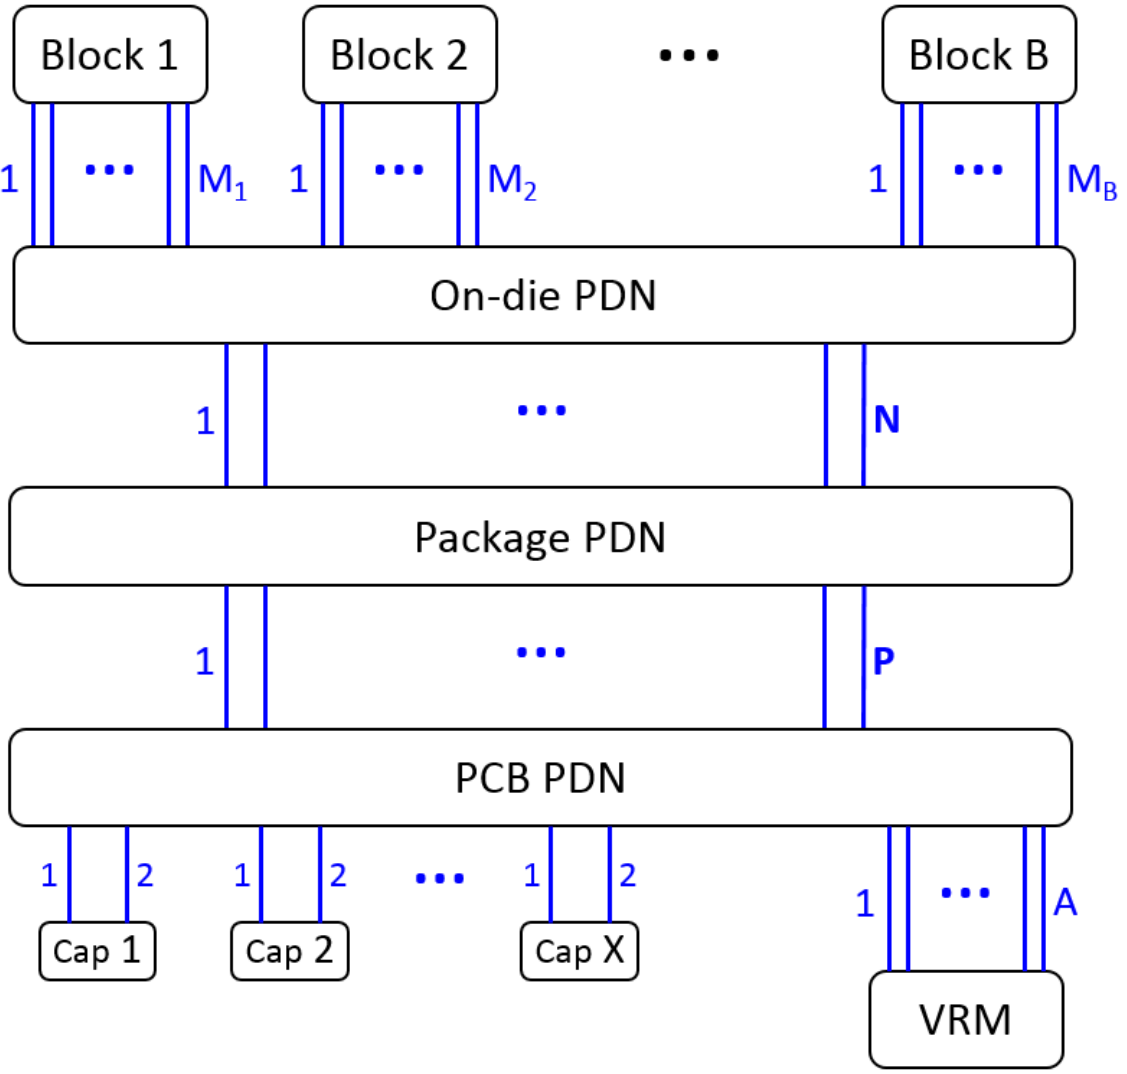 Block 1 Block 2 ... Block B
1 ... M₁ 1 ... M₂ 1 ... M_B
On-die PDN
1 ... N
Package PDN
1 ... P
PCB PDN
1 2 1 2 ... 1 2 1 ... A
Cap 1 Cap 2 Cap X
VRM